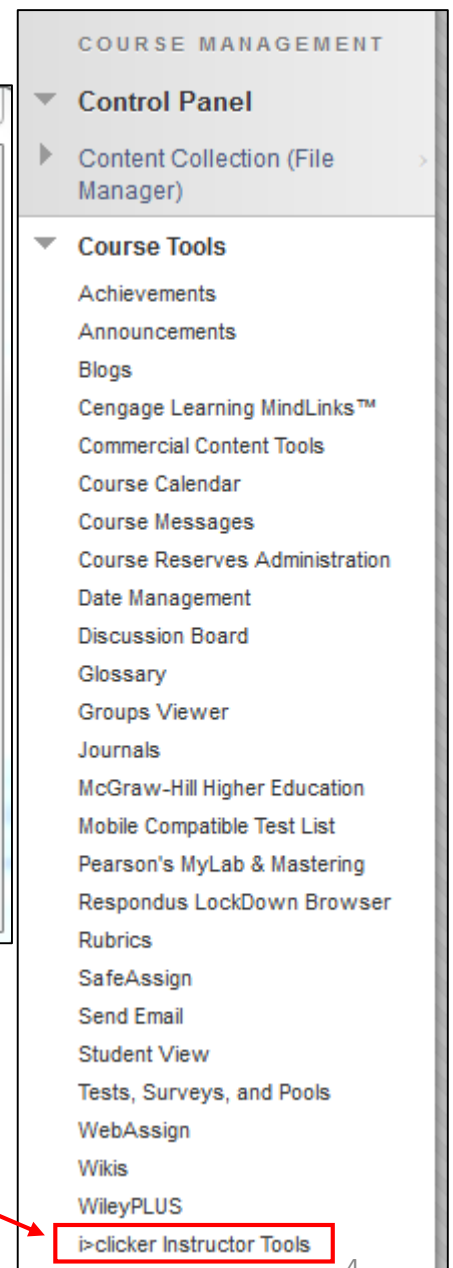 COURSE MANAGEMENT
Control Panel
Content Collection (File
Manager)
Course Tools
Achievements
Announcements
Blogs
Cengage Learning MindLinks™
Commercial Content Tools
Course Calendar
Course Messages
Course Reserves Administration
Date Management
Discussion Board
Glossary
Groups Viewer
Journals
McGraw-Hill Higher Education
Mobile Compatible Test List
Pearson's MyLab & Mastering
Respondus LockDown Browser
Rubrics
SafeAssign
Send Email
Student View
Tests, Surveys, and Pools
WebAssign
Wikis
WileyPLUS
i>clicker Instructor Tools
4